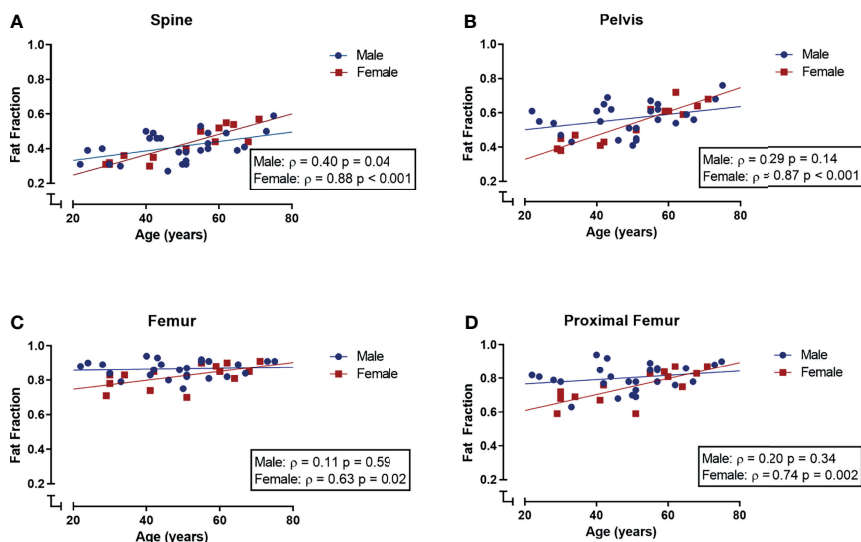 A
Spine
Fat Fraction
1.0
0.8
0.6
0.4
0.2
20
40
60
80
Age (years)
Male
Female
Male: ρ = 0.40 p = 0.04
Female: ρ = 0.88 p < 0.001
B
Pelvis
Fat Fraction
1.0
0.8
0.6
0.4
0.2
20
40
60
80
Age (years)
Male
Female
Male: ρ = 0.29 p = 0.14
Female: ρ = 0.87 p < 0.001
C
Femur
Fat Fraction
1.0
0.8
0.6
0.4
0.2
20
40
60
80
Age (years)
Male
Female
Male: ρ = 0.11 p = 0.59
Female: ρ = 0.63 p = 0.02
D
Proximal Femur
Fat Fraction
1.0
0.8
0.6
0.4
0.2
20
40
60
80
Age (years)
Male
Female
Male: ρ = 0.20 p = 0.34
Female: ρ = 0.74 p = 0.002